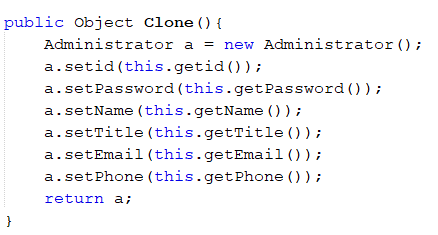 public Object Clone(){
    Administrator a = new Administrator();
    a.setid(this.getid());
    a.setPassword(this.getPassword());
    a.setName(this.getName());
    a.setTitle(this.getTitle());
    a.setEmail(this.getEmail());
    a.setPhone(this.getPhone());
    return a;
}